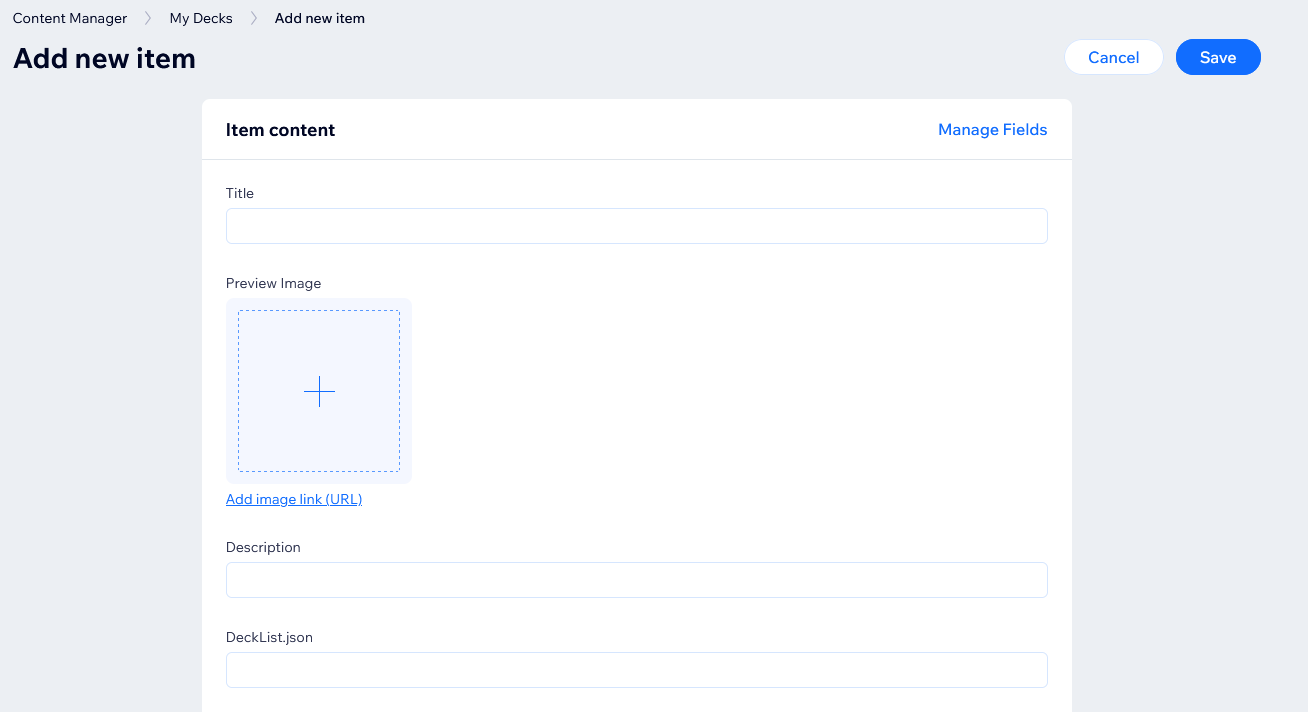 Content Manager My Decks Add new item
Add new item
Cancel Save
Item content Manage Fields
Title
Preview Image
Add image link (URL)
Description
DeckList.json